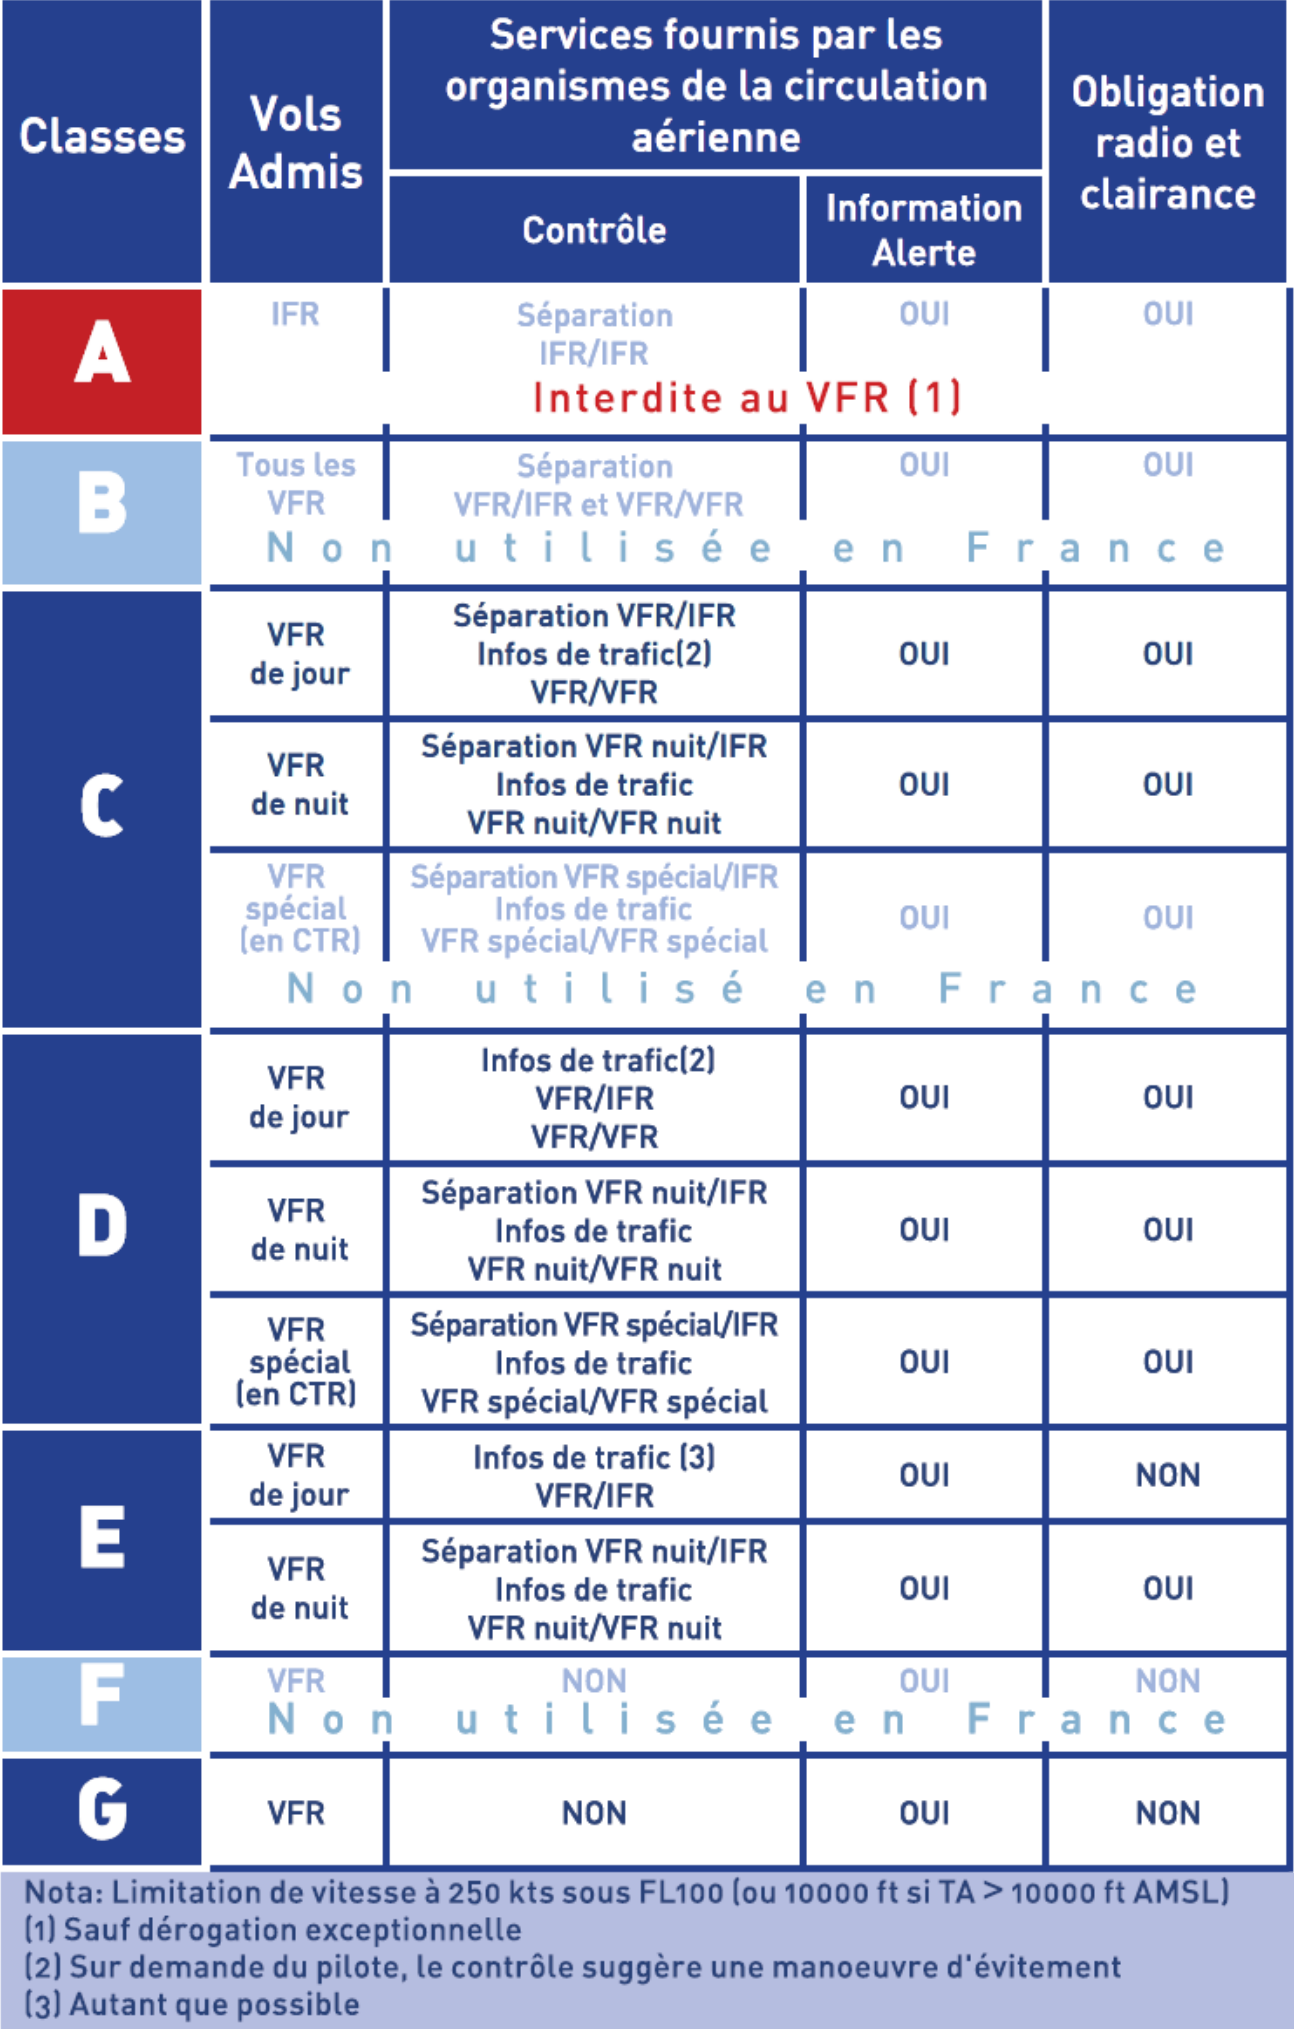 Classes
Vols
Admis
Services fournis par les
organismes de la circulation
aérienne
Contrôle
Information
Alerte
Obligation
radio et
clairance
A
IFR
Séparation
IFR/IFR
OUI
OUI
Interdite au VFR (1)
B
Tous les
VFR
Séparation
VFR/IFR et VFR/VFR
OUI
OUI
Non utilisée en France
C
VFR
de jour
Séparation VFR/IFR
Infos de trafic(2)
VFR/VFR
OUI
OUI
VFR
de nuit
Séparation VFR nuit/IFR
Infos de trafic
VFR nuit/VFR nuit
OUI
OUI
VFR
spécial
(en CTR)
Séparation VFR spécial/IFR
Infos de trafic
VFR spécial/VFR spécial
OUI
OUI
Non utilisé en France
D
VFR
de jour
Infos de trafic(2)
VFR/IFR
VFR/VFR
OUI
OUI
VFR
de nuit
Séparation VFR nuit/IFR
Infos de trafic
VFR nuit/VFR nuit
OUI
OUI
VFR
spécial
(en CTR)
Séparation VFR spécial/IFR
Infos de trafic
VFR spécial/VFR spécial
OUI
OUI
E
VFR
de jour
Infos de trafic (3)
VFR/IFR
OUI
NON
VFR
de nuit
Séparation VFR nuit/IFR
Infos de trafic
VFR nuit/VFR nuit
OUI
OUI
F
VFR
NON
OUI
NON
Non utilisée en France
G
VFR
NON
OUI
NON
Nota: Limitation de vitesse à 250 kts sous FL100 (ou 10000 ft si TA > 10000 ft AMSL)
(1) Sauf dérogation exceptionnelle
(2) Sur demande du pilote, le contrôle suggère une manoeuvre d'évitement
(3) Autant que possible